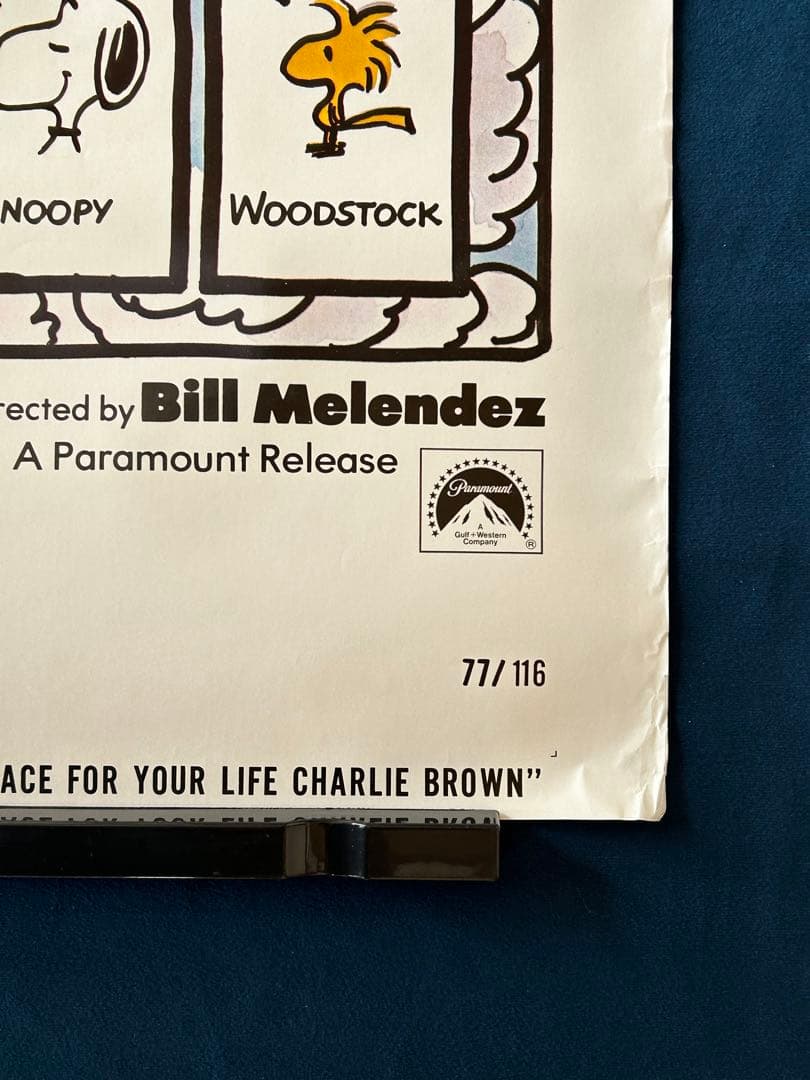 NOOPY
WOODSTOCK
rected by Bill Melendez
A Paramount Release
Paramount
A
Gulf+Western
Company
®
77/116
ACE FOR YOUR LIFE CHARLIE BROWN”